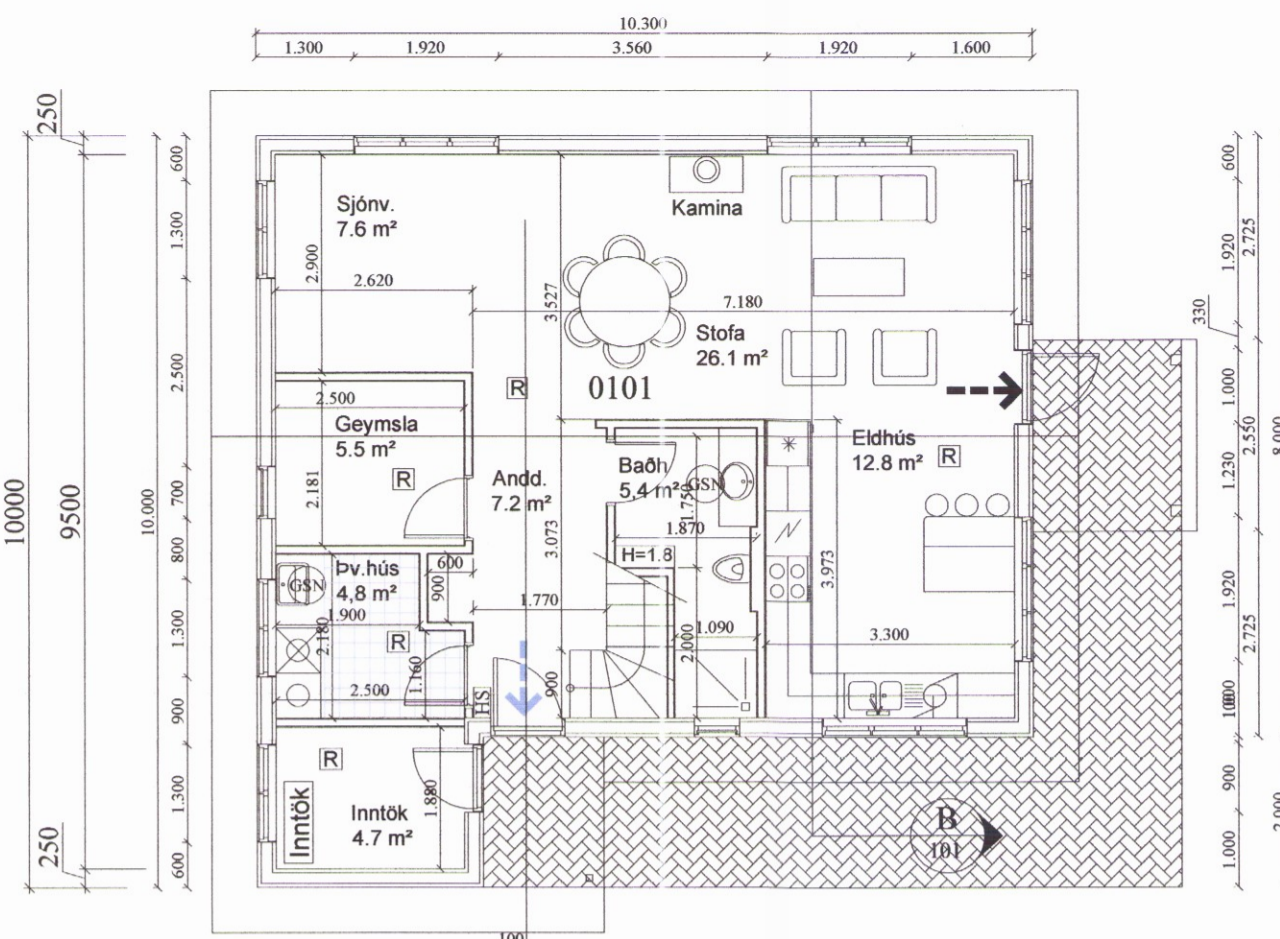 10.300
1.300 1.920 3.560 1.920 1.600
250
600
600
Sjónv.
7.6 m²
Kamina
1.300
2.900
1.920
2.725
2.620
3.527
7.180
330
Stofa
26.1 m²
2.500
R
0101
1.000
2.500
Geymsla
5.5 m²
Eldhús
12.8 m²
R
2.550
8.000
10000
9500
10.000
R
Andd.
7.2 m²
Baðh
5,4 m²
GSN
1.750
1.230
700
2.181
1.870
800
3.073
H=1.8
3.973
Þv.hús
4,8 m²
GSN
600
900
1.900
1.770
1.920
1.300
2.180
R
1.090
3.300
2.725
2.000
1.160
2.500
900
HS
900
R
Inntök
Inntök
4.7 m²
1.880
1.300
900
B
101
2.000
250
600
1.000
100